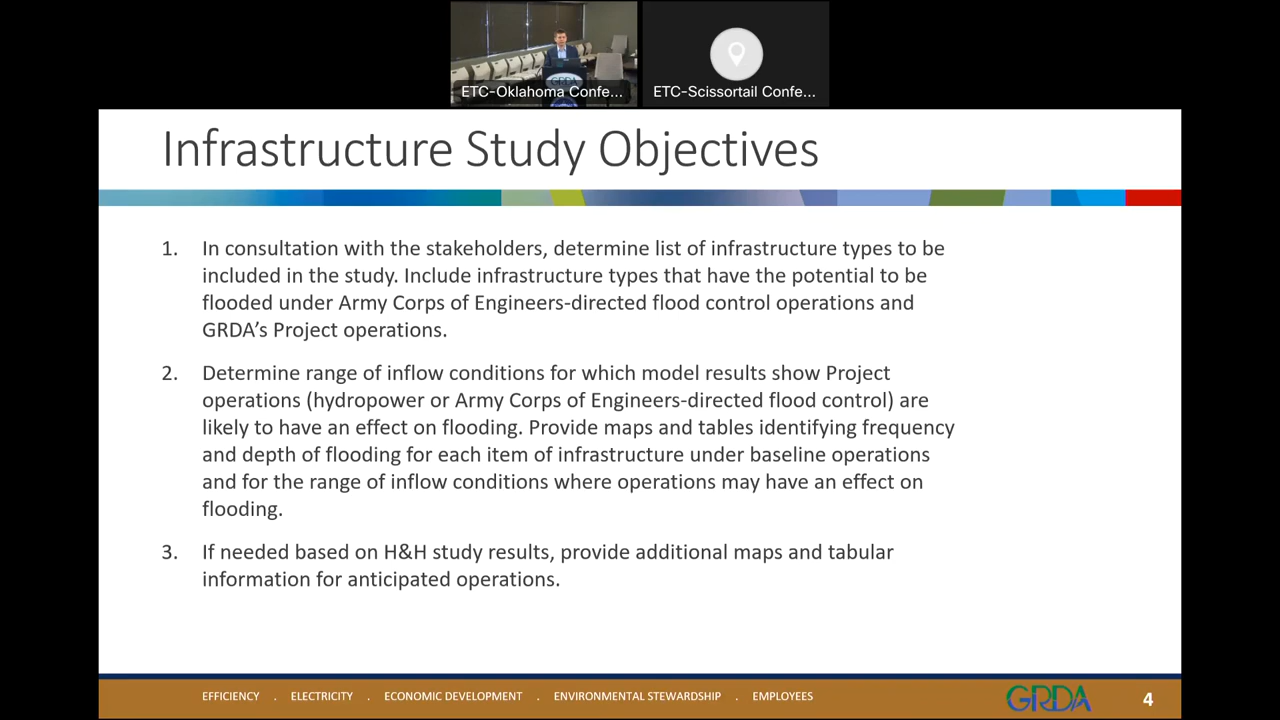 GRDA
ETC-Oklahoma Confe...
ETC-Scissortail Confe...
Infrastructure Study Objectives
1. In consultation with the stakeholders, determine list of infrastructure types to be
included in the study. Include infrastructure types that have the potential to be
flooded under Army Corps of Engineers-directed flood control operations and
GRDA’s Project operations.
2. Determine range of inflow conditions for which model results show Project
operations (hydropower or Army Corps of Engineers-directed flood control) are
likely to have an effect on flooding. Provide maps and tables identifying frequency
and depth of flooding for each item of infrastructure under baseline operations
and for the range of inflow conditions where operations may have an effect on
flooding.
3. If needed based on H&H study results, provide additional maps and tabular
information for anticipated operations.
EFFICIENCY . ELECTRICITY . ECONOMIC DEVELOPMENT . ENVIRONMENTAL STEWARDSHIP . EMPLOYEES
GRDA
4